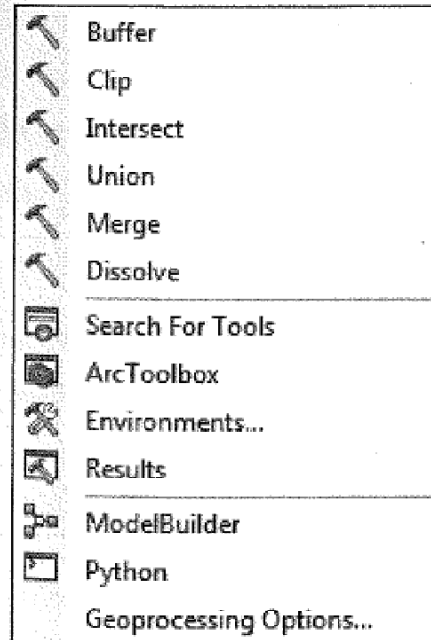 Buffer
Clip
Intersect
Union
Merge
Dissolve
Search For Tools
ArcToolbox
Environments...
Results
ModelBuilder
Python
Geoprocessing Options...